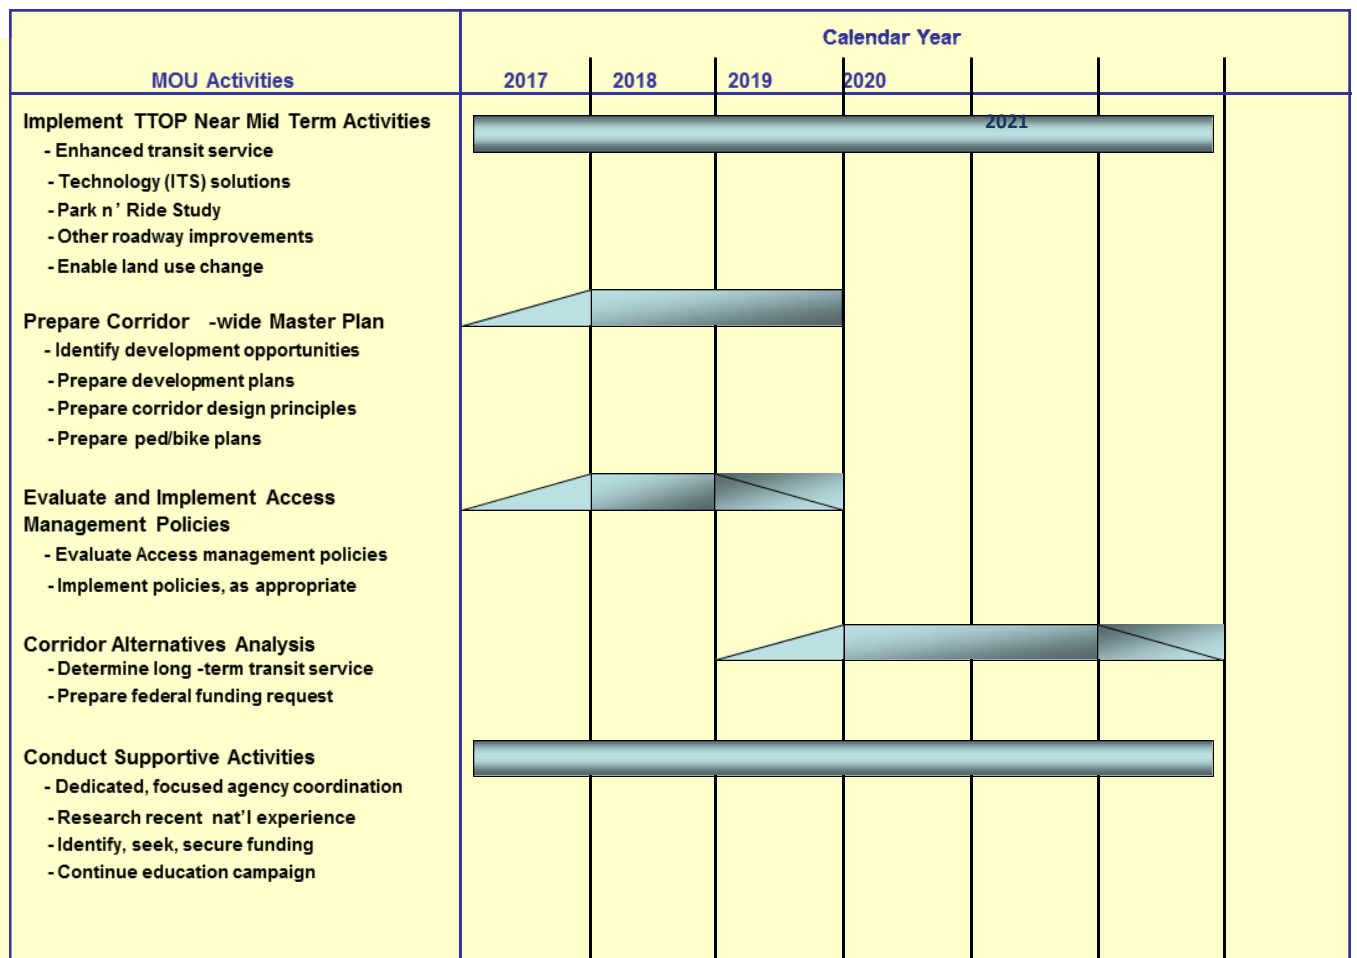 Calendar Year
MOU Activities 2017 2018 2019 2020
Implement TTOP Near Mid Term Activities 2021
- Enhanced transit service
- Technology (ITS) solutions
- Park n’ Ride Study
- Other roadway improvements
- Enable land use change
Prepare Corridor -wide Master Plan
- Identify development opportunities
- Prepare development plans
- Prepare corridor design principles
- Prepare ped/bike plans
Evaluate and Implement Access
Management Policies
- Evaluate Access management policies
- Implement policies, as appropriate
Corridor Alternatives Analysis
- Determine long -term transit service
- Prepare federal funding request
Conduct Supportive Activities
- Dedicated, focused agency coordination
- Research recent nat’l experience
- Identify, seek, secure funding
- Continue education campaign